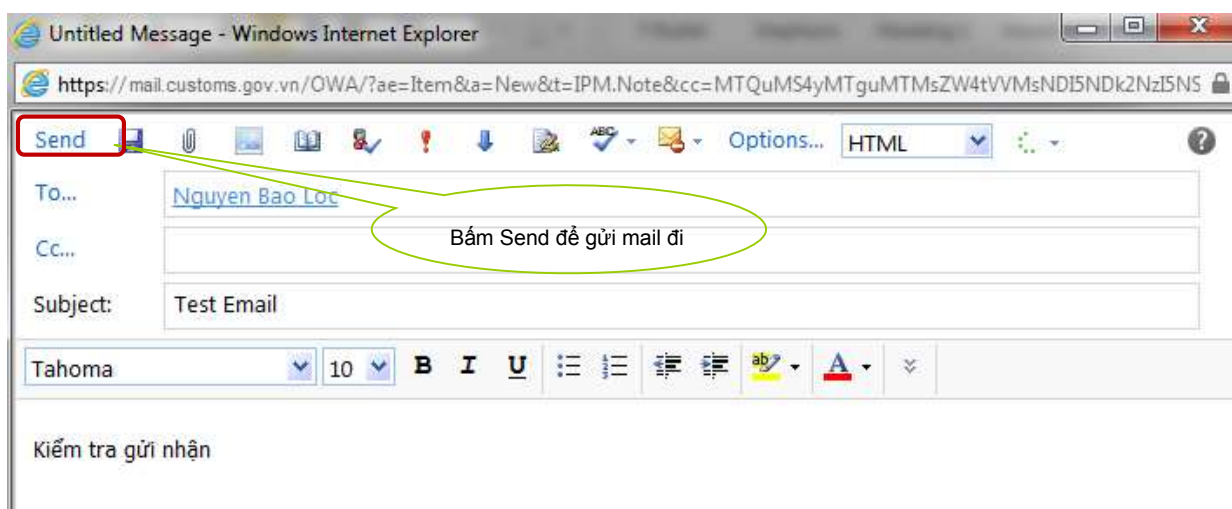 Untitled Message - Windows Internet Explorer
https://mail.customs.gov.vn/OWA/?ae=Item&a=New&t=IPM.Note&cc=MTQuMS4yMTguMTMsZW4tVVMsNDI5NDk2NzI5NS
Send ABC Options... HTML
To... Nguyen Bao Loc
Bấm Send để gửi mail đi
Cc...
Subject: Test Email
Tahoma 10 B I U ab A
Kiểm tra gửi nhận